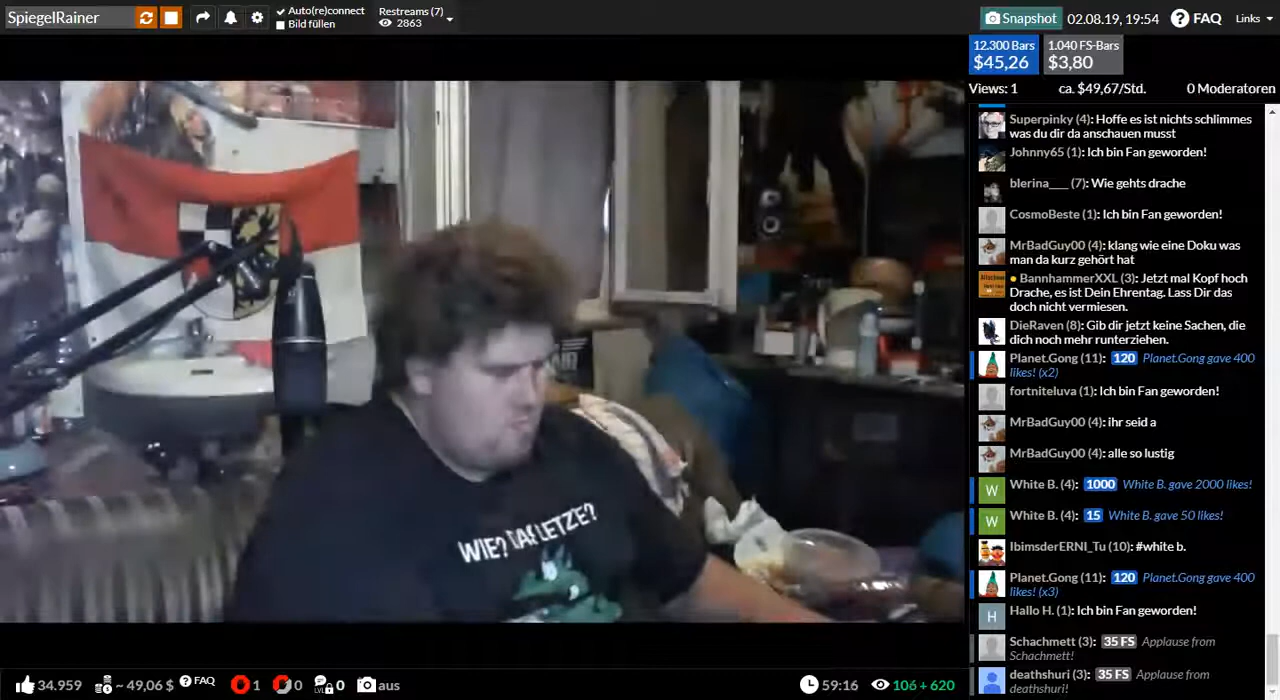 SpiegelRainer
Auto(re)connect
Bild füllen
Restreams (7)
2863
Snapshot
02.08.19, 19:54
FAQ
Links
12.300 Bars
$45,26
1.040 FS-Bars
$3,80
Views: 1
ca. $49,67/Std.
0 Moderatoren
Superpinky (4): Hoffe es ist nichts schlimmes
was du dir da anschauen musst
Johnny65 (1): Ich bin Fan geworden!
blerina___ (7): Wie gehts drache
CosmoBeste (1): Ich bin Fan geworden!
MrBadGuy00 (4): klang wie eine Doku was
man da kurz gehört hat
BannhammerXXL (3): Jetzt mal Kopf hoch
Drache, es ist Dein Ehrentag. Lass Dir das
doch nicht vermiesen.
DieRaven (8): Gib dir jetzt keine Sachen, die
dich noch mehr runterziehen.
Planet.Gong (11): 120 Planet.Gong gave 400
likes! (x2)
fortniteluva (1): Ich bin Fan geworden!
MrBadGuy00 (4): ihr seid a
MrBadGuy00 (4): alle so lustig
W White B. (4): 1000 White B. gave 2000 likes!
W White B. (4): 15 White B. gave 50 likes!
IbimsderERNI_Tu (10): #white b.
Planet.Gong (11): 120 Planet.Gong gave 400
likes! (x3)
H Hallo H. (1): Ich bin Fan geworden!
Schachmett (3): 35 FS Applause from
Schachmett!
deathshuri (3): 35 FS Applause from
deathshuri!
WIE? LETZE?
34.959
~ 49,06 $
FAQ
1
0
LVL
0
aus
59:16
106 + 620